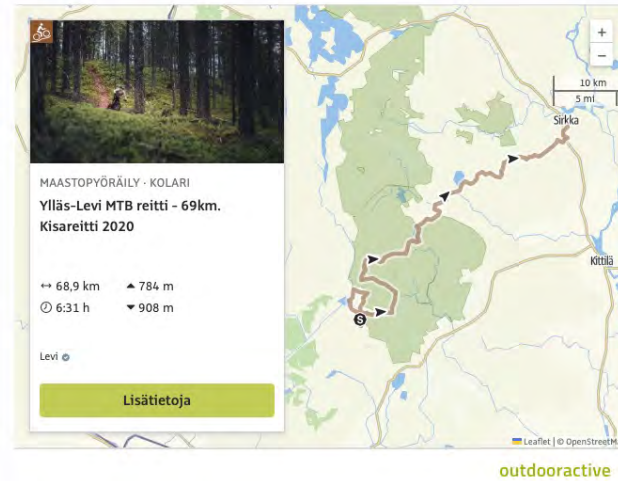 MAASTOPYÖRÄILY · KOLARI
Ylläs-Levi MTB reitti - 69km.
Kisareitti 2020
↔ 68,9 km ▲ 784 m
6:31 h ▼ 908 m
Levi
Lisätietoja
+
−
10 km
5 mi
Sirkka
Kittilä
S
Leaflet | © OpenStreetM
outdooractive